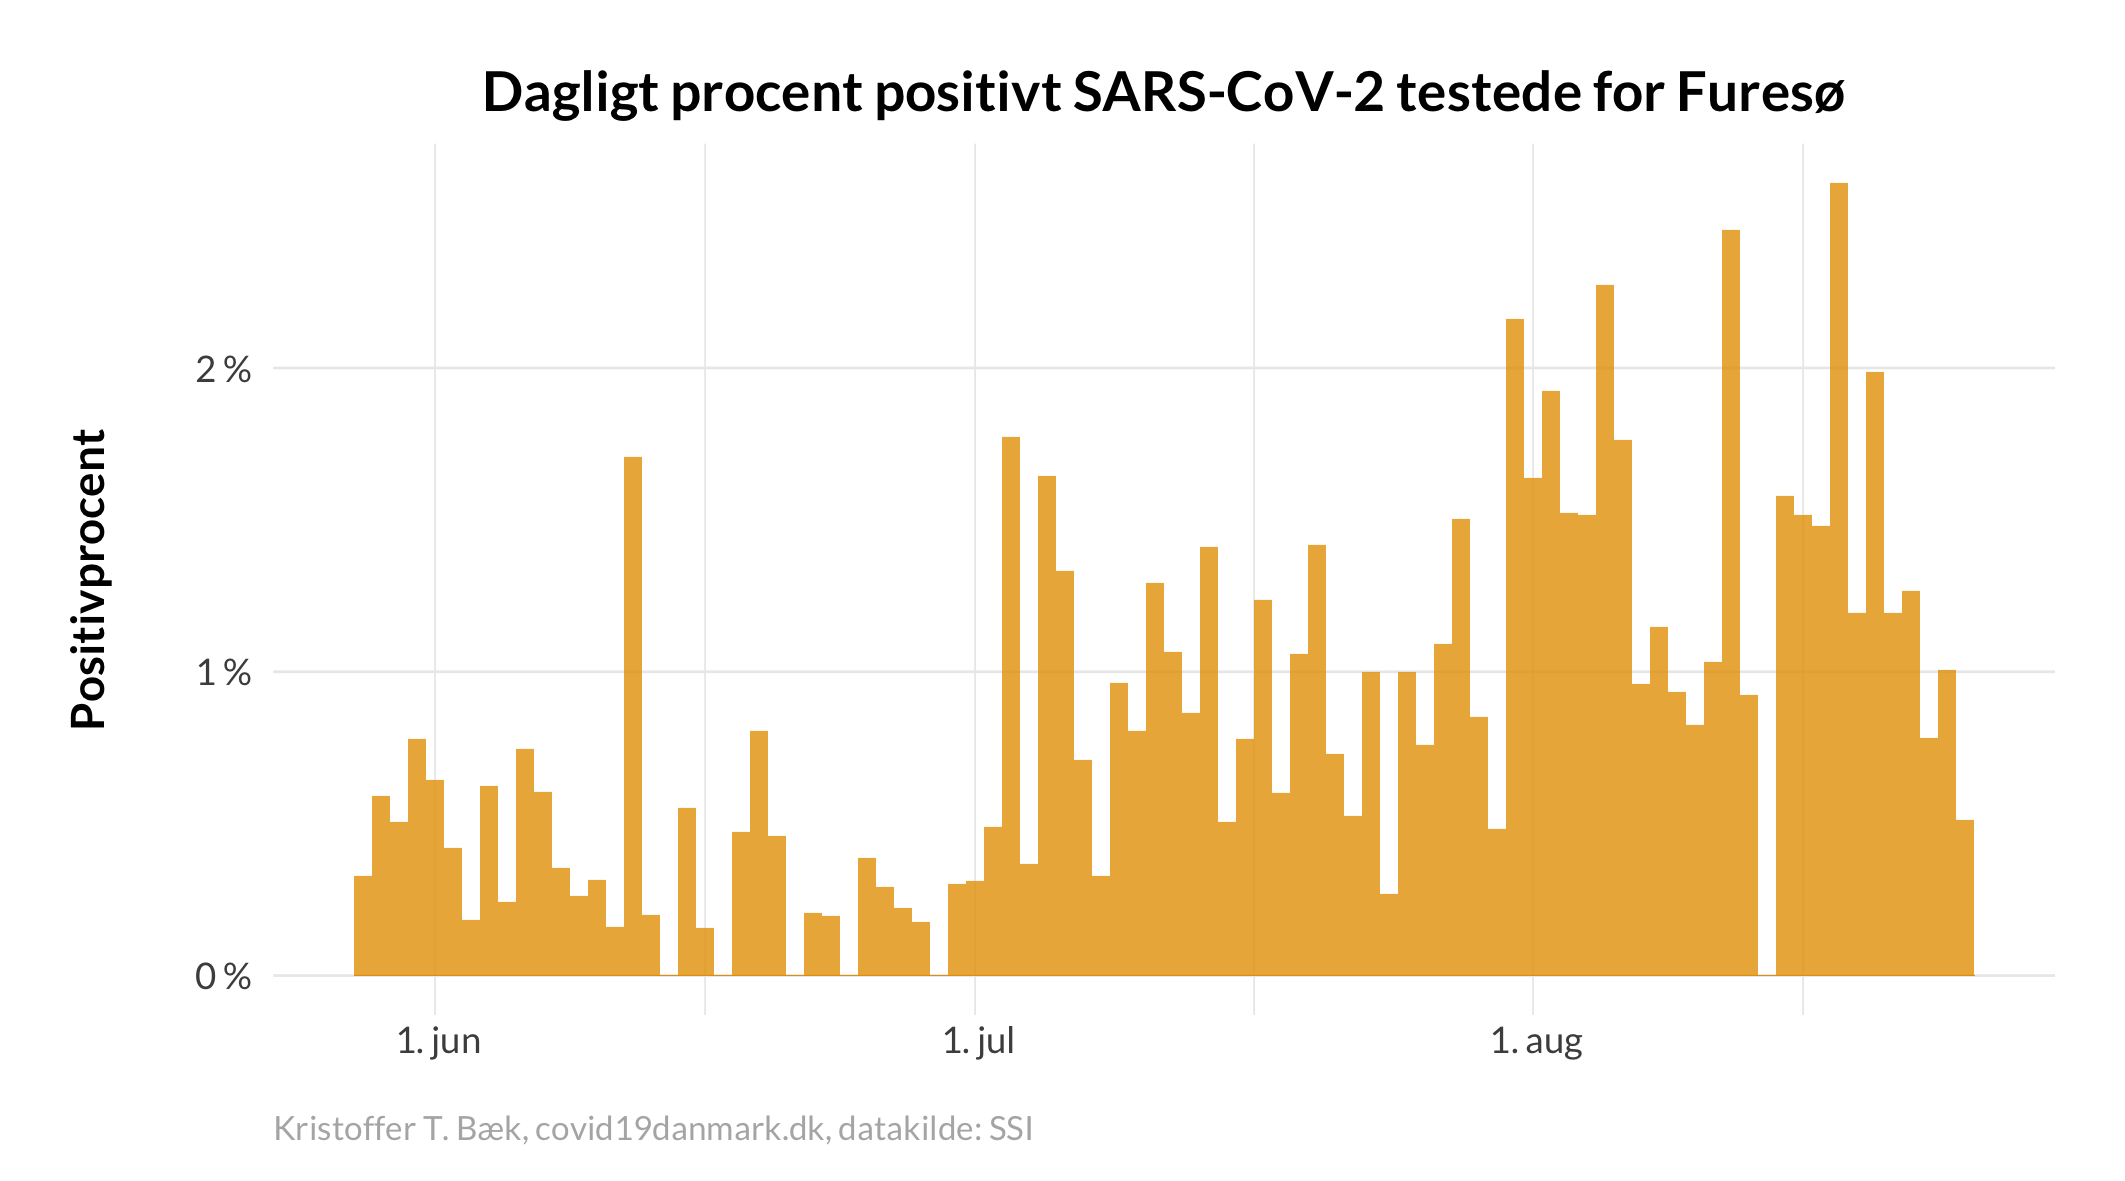 Dagligt procent positivt SARS-CoV-2 testede for Furesø
Positivprocent
2 %
1 %
0 %
1. jun
1. jul
1. aug
Kristoffer T. Bæk, covid19danmark.dk, datakilde: SSI